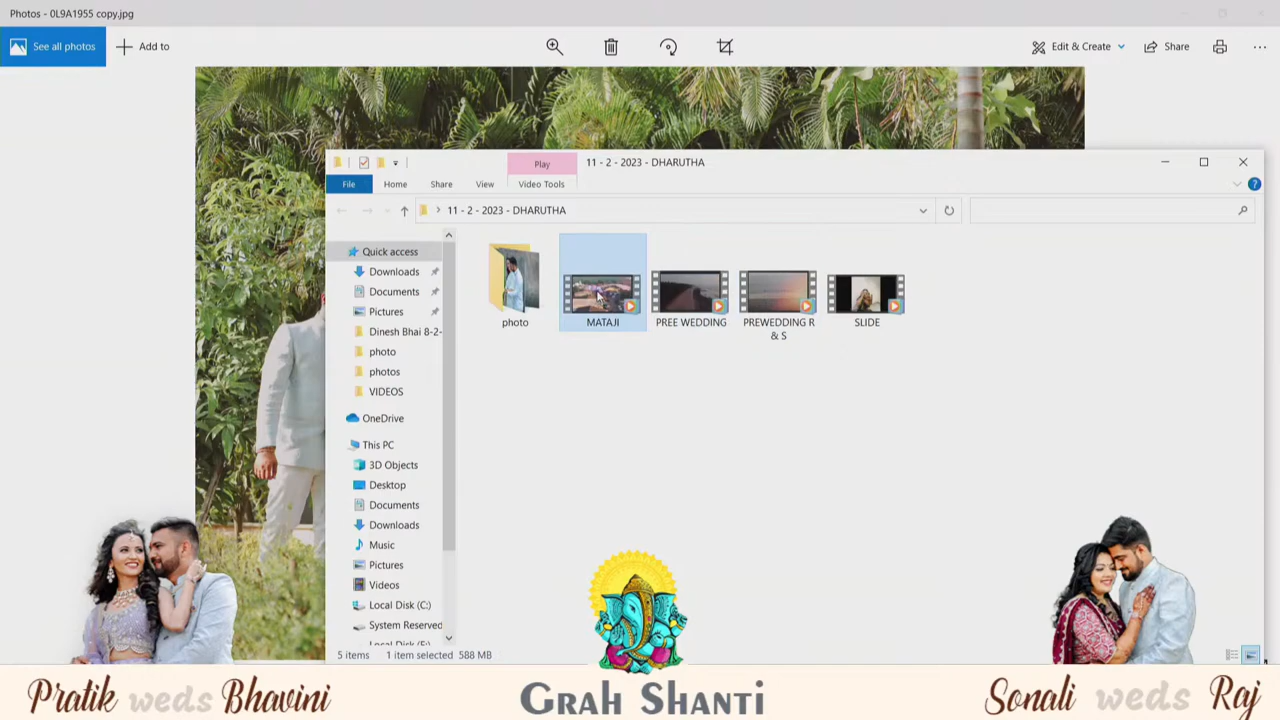 Photos - 0L9A1955 copy.jpg
See all photos
Add to
Edit & Create
Share
Play
11 - 2 - 2023 - DHARUTHA
File
Home
Share
View
Video Tools
11 - 2 - 2023 - DHARUTHA
Quick access
Downloads
Documents
Pictures
Dinesh Bhai 8-2-
photo
photos
VIDEOS
OneDrive
This PC
3D Objects
Desktop
Documents
Downloads
Music
Pictures
Videos
Local Disk (C:)
System Reserved
photo
MATAJI
PREE WEDDING
PREWEDDING R
& S
SLIDE
5 items
1 item selected 588 MB
Pratik weds Bhavini
GRAH SHANTI
Sonali weds Raj